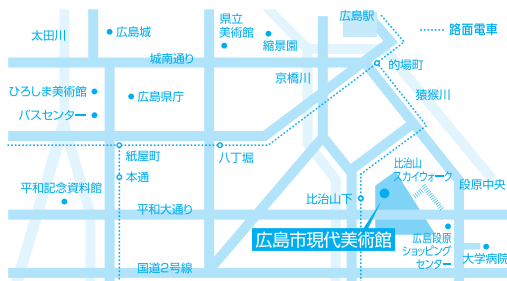 広島駅
県立
美術館
路面電車
太田川
広島城
縮景園
城南通り
的場町
京橋川
ひろしま美術館
広島県庁
猿猴川
バスセンター
紙屋町
八丁堀
比治山
スカイウォーク
本通
段原中央
平和記念資料館
比治山下
平和大通り
広島市現代美術館
広島段原
ショッピング
センター
大学病院
国道2号線